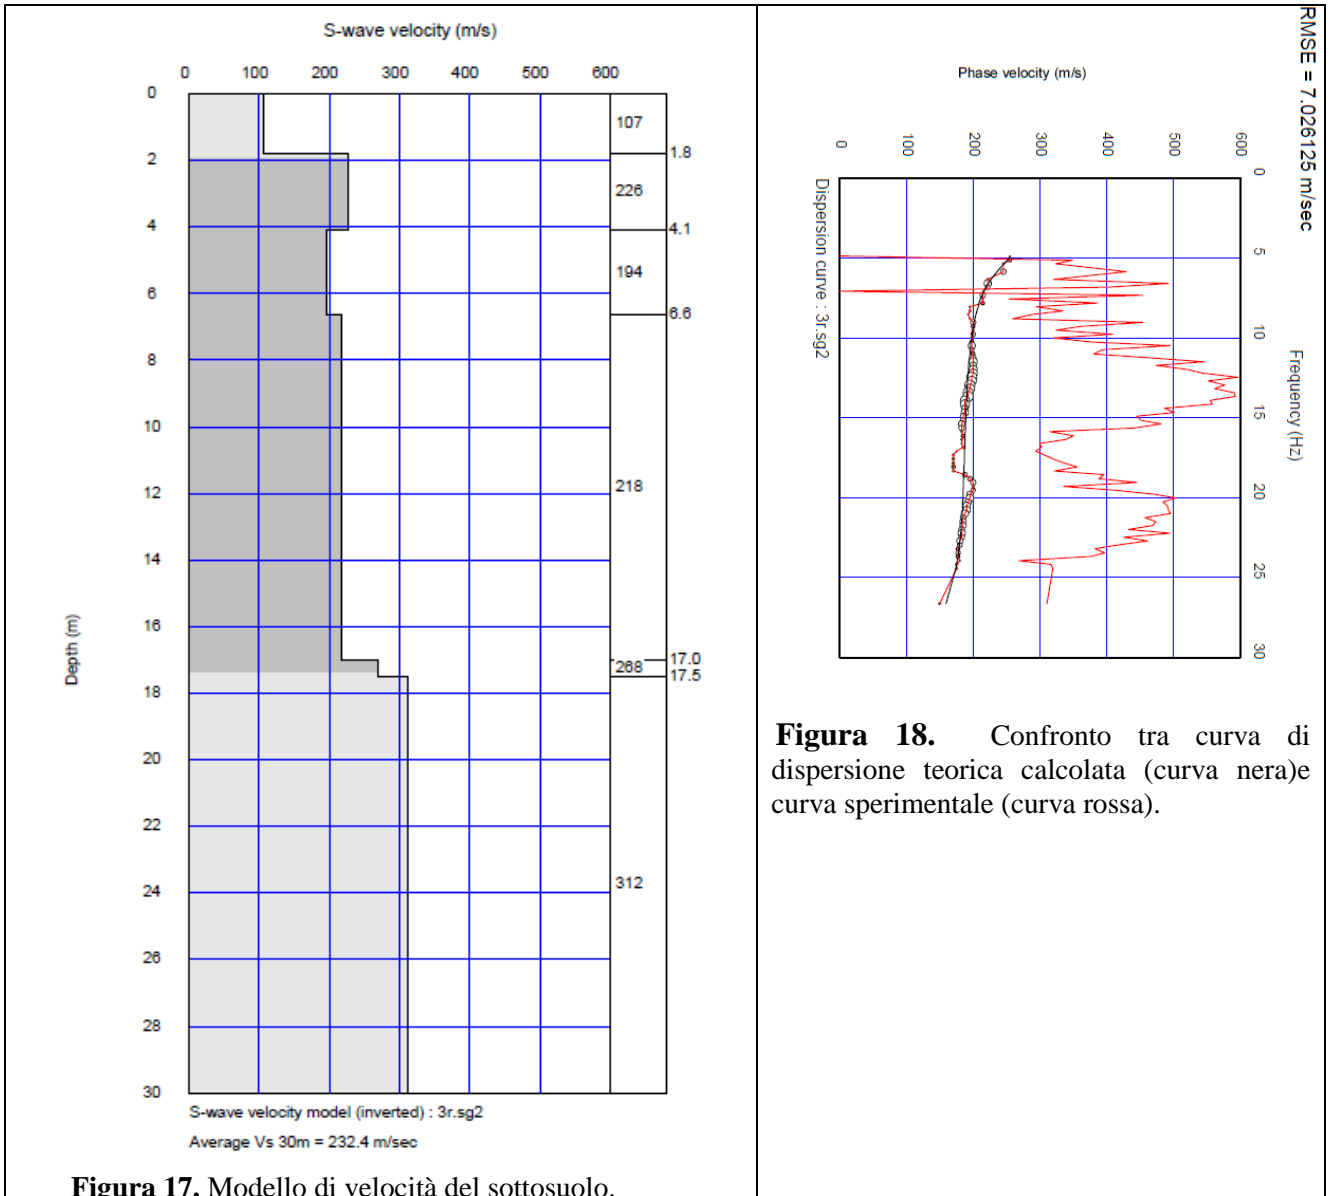 S-wave velocity (m/s)
0 100 200 300 400 500 600
0
2
4
6
8
10
12
14
16
18
20
22
24
26
28
30
Depth (m)
107
1.8
226
4.1
194
6.6
218
17.0
268
17.5
312
S-wave velocity model (inverted) : 3r.sg2
Average Vs 30m = 232.4 m/sec
Figura 17. Modello di velocità del sottosuolo.
RMSE = 7.026125 m/sec
Phase velocity (m/s)
0 100 200 300 400 500 600
0
5
10
15
20
25
30
Frequency (Hz)
Dispersion curve : 3r.sg2
Figura 18. Confronto tra curva di
dispersione teorica calcolata (curva nera)e
curva sperimentale (curva rossa).